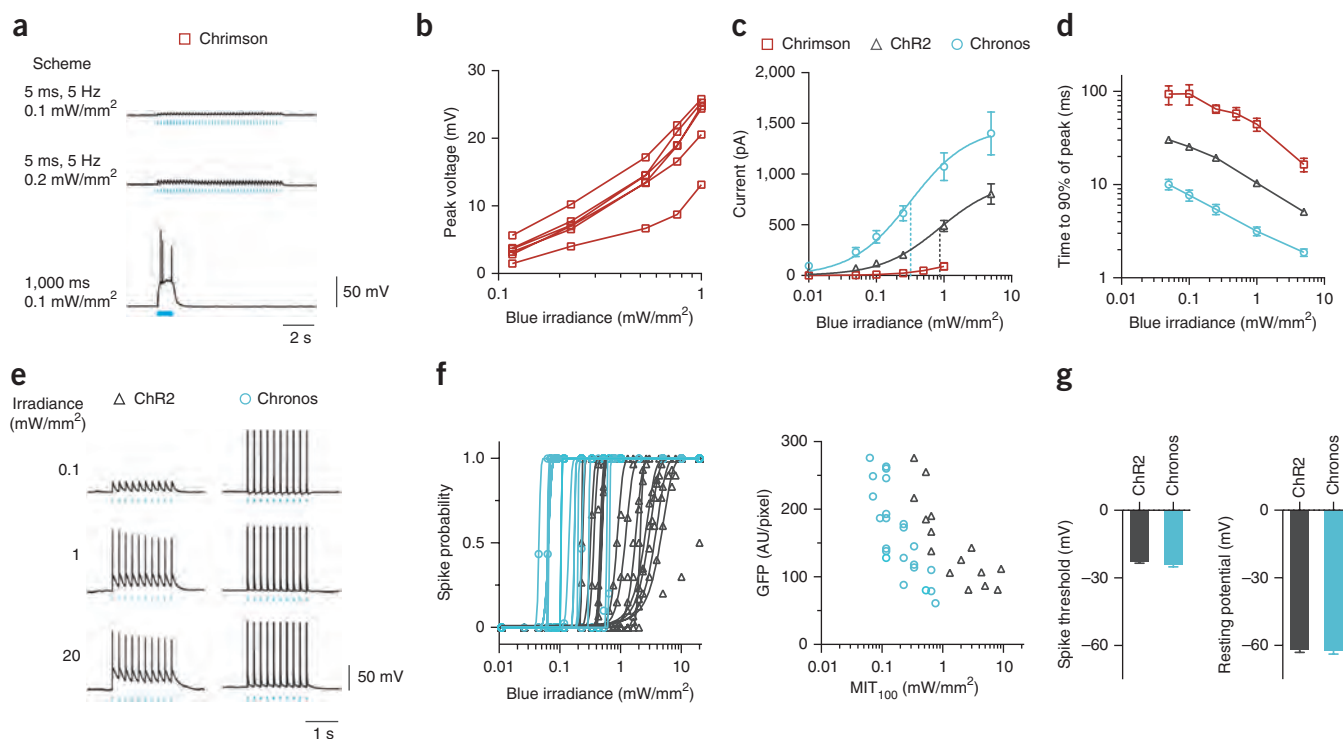 a
Chrimson
Scheme
5 ms, 5 Hz
0.1 mW/mm²
5 ms, 5 Hz
0.2 mW/mm²
1,000 ms
0.1 mW/mm²
50 mV
2 s
b
Peak voltage (mV)
30
20
10
0
0.1
1
Blue irradiance (mW/mm²)
c
Chrimson
ChR2
Chronos
Current (pA)
2,000
1,500
1,000
500
0
0.01
0.1
1
10
Blue irradiance (mW/mm²)
d
Time to 90% of peak (ms)
100
10
1
0.01
0.1
1
10
Blue irradiance (mW/mm²)
e
Irradiance
(mW/mm²)
ChR2
Chronos
0.1
1
20
50 mV
1 s
f
Spike probability
1.0
0.5
0
0.01
0.1
1
10
Blue irradiance (mW/mm²)
GFP (AU/pixel)
300
200
100
0
0.01
0.1
1
10
MIT₁₀₀ (mW/mm²)
g
ChR2
Chronos
Spike threshold (mV)
0
−30
−60
ChR2
Chronos
Resting potential (mV)
0
−30
−60